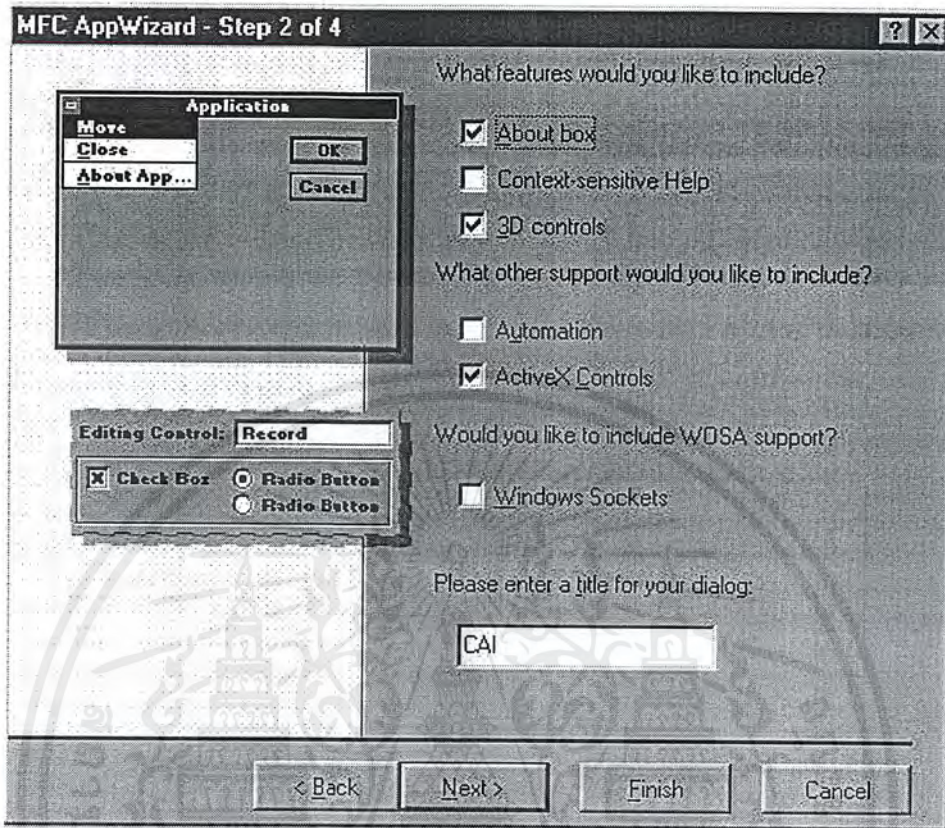 MFC AppWizard - Step 2 of 4
What features would you like to include?
Application
Move
Close
About App...
OK
Cancel
About box
Context-sensitive Help
3D controls
What other support would you like to include?
Automation
ActiveX Controls
Editing Control: Record
Check Box
Radio Button
Radio Button
Would you like to include WOSA support?
Windows Sockets
Please enter a title for your dialog:
CAI
< Back
Next >
Finish
Cancel